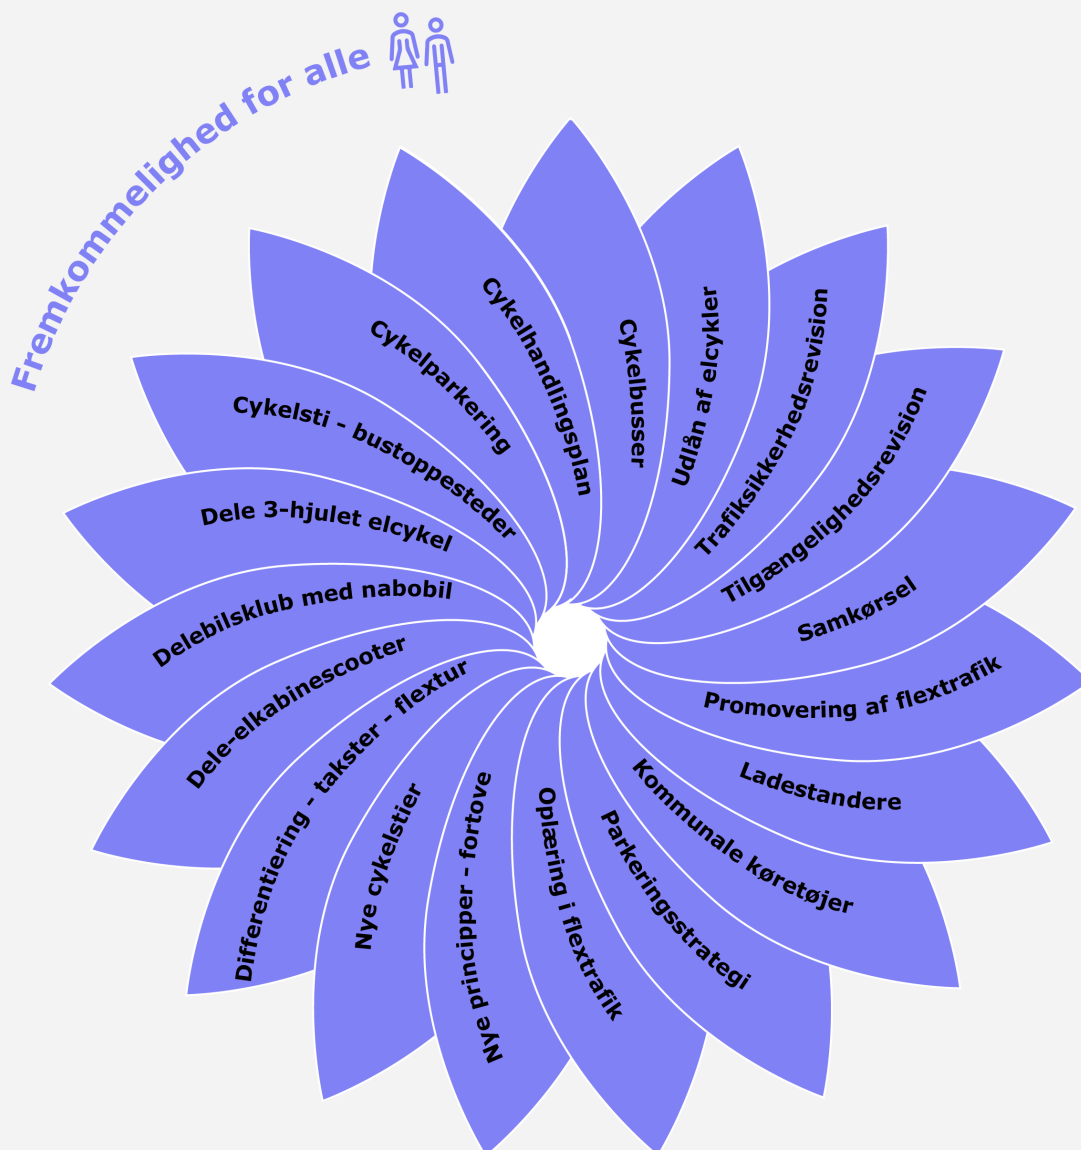 Fremkommelighed for alle
Cykelbusser
Udlån af elcykler
Trafiksikkerhedsrevision
Tilgængelighedsrevision
Samkørsel
Promovering af flextrafik
Ladestandere
Kommunale køretøjer
Parkeringsstrategi
Oplæring i flextrafik
Nye principper - fortove
Nye cykelstier
Differentiering - takster - flextur
Dele-elkabinescooter
Delebilsklub med nabobil
Dele 3-hjulet elcykel
Cykelsti - bustoppesteder
Cykelparkering
Cykelhandlingsplan